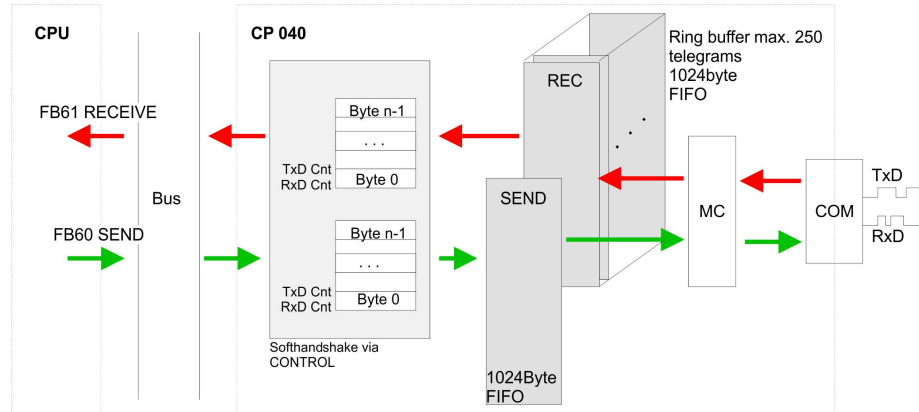 CPU
CP 040
Ring buffer max. 250
telegrams
1024byte
FIFO
REC
FB61 RECEIVE
Byte n-1
. . .
TxD Cnt
RxD Cnt
Byte 0
Bus
SEND
MC
COM
TxD
RxD
FB60 SEND
Byte n-1
. . .
TxD Cnt
RxD Cnt
Byte 0
Softhandshake via
CONTROL
1024Byte
FIFO